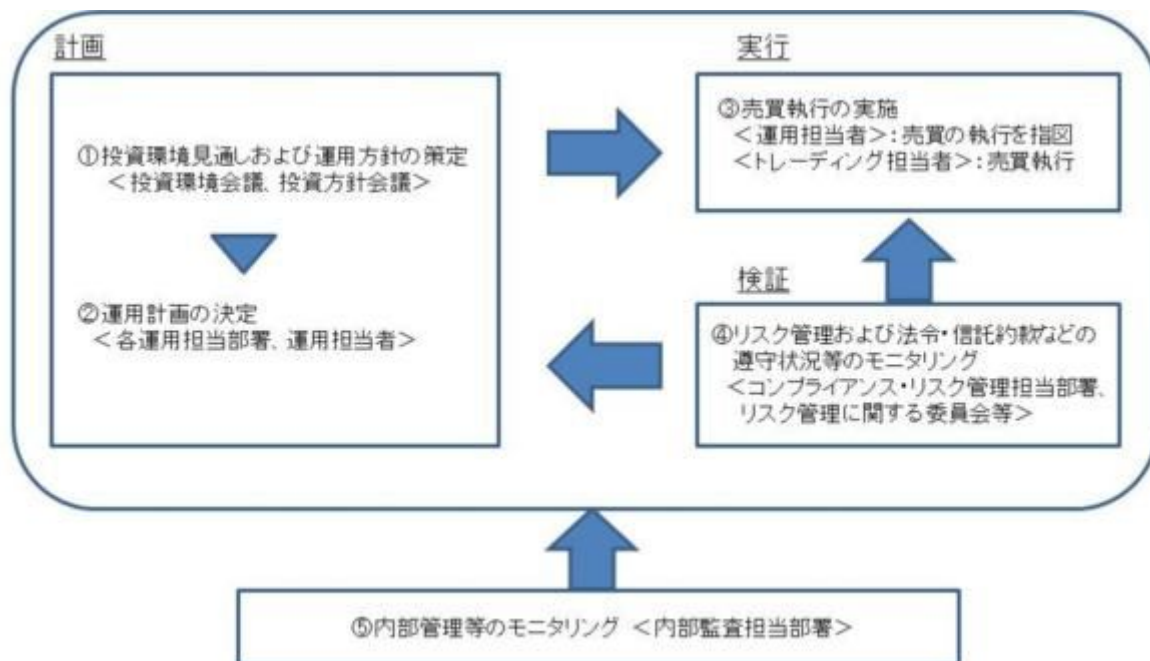 計画
①投資環境見通しおよび運用方針の策定
＜投資環境会議、投資方針会議＞
②運用計画の決定
＜各運用担当部署、運用担当者＞
実行
③売買執行の実施
＜運用担当者＞：売買の執行を指図
＜トレーディング担当者＞：売買執行
検証
④リスク管理および法令・信託約款などの
遵守状況等のモニタリング
＜コンプライアンス・リスク管理担当部署、
リスク管理に関する委員会等＞
⑤内部管理等のモニタリング ＜内部監査担当部署＞